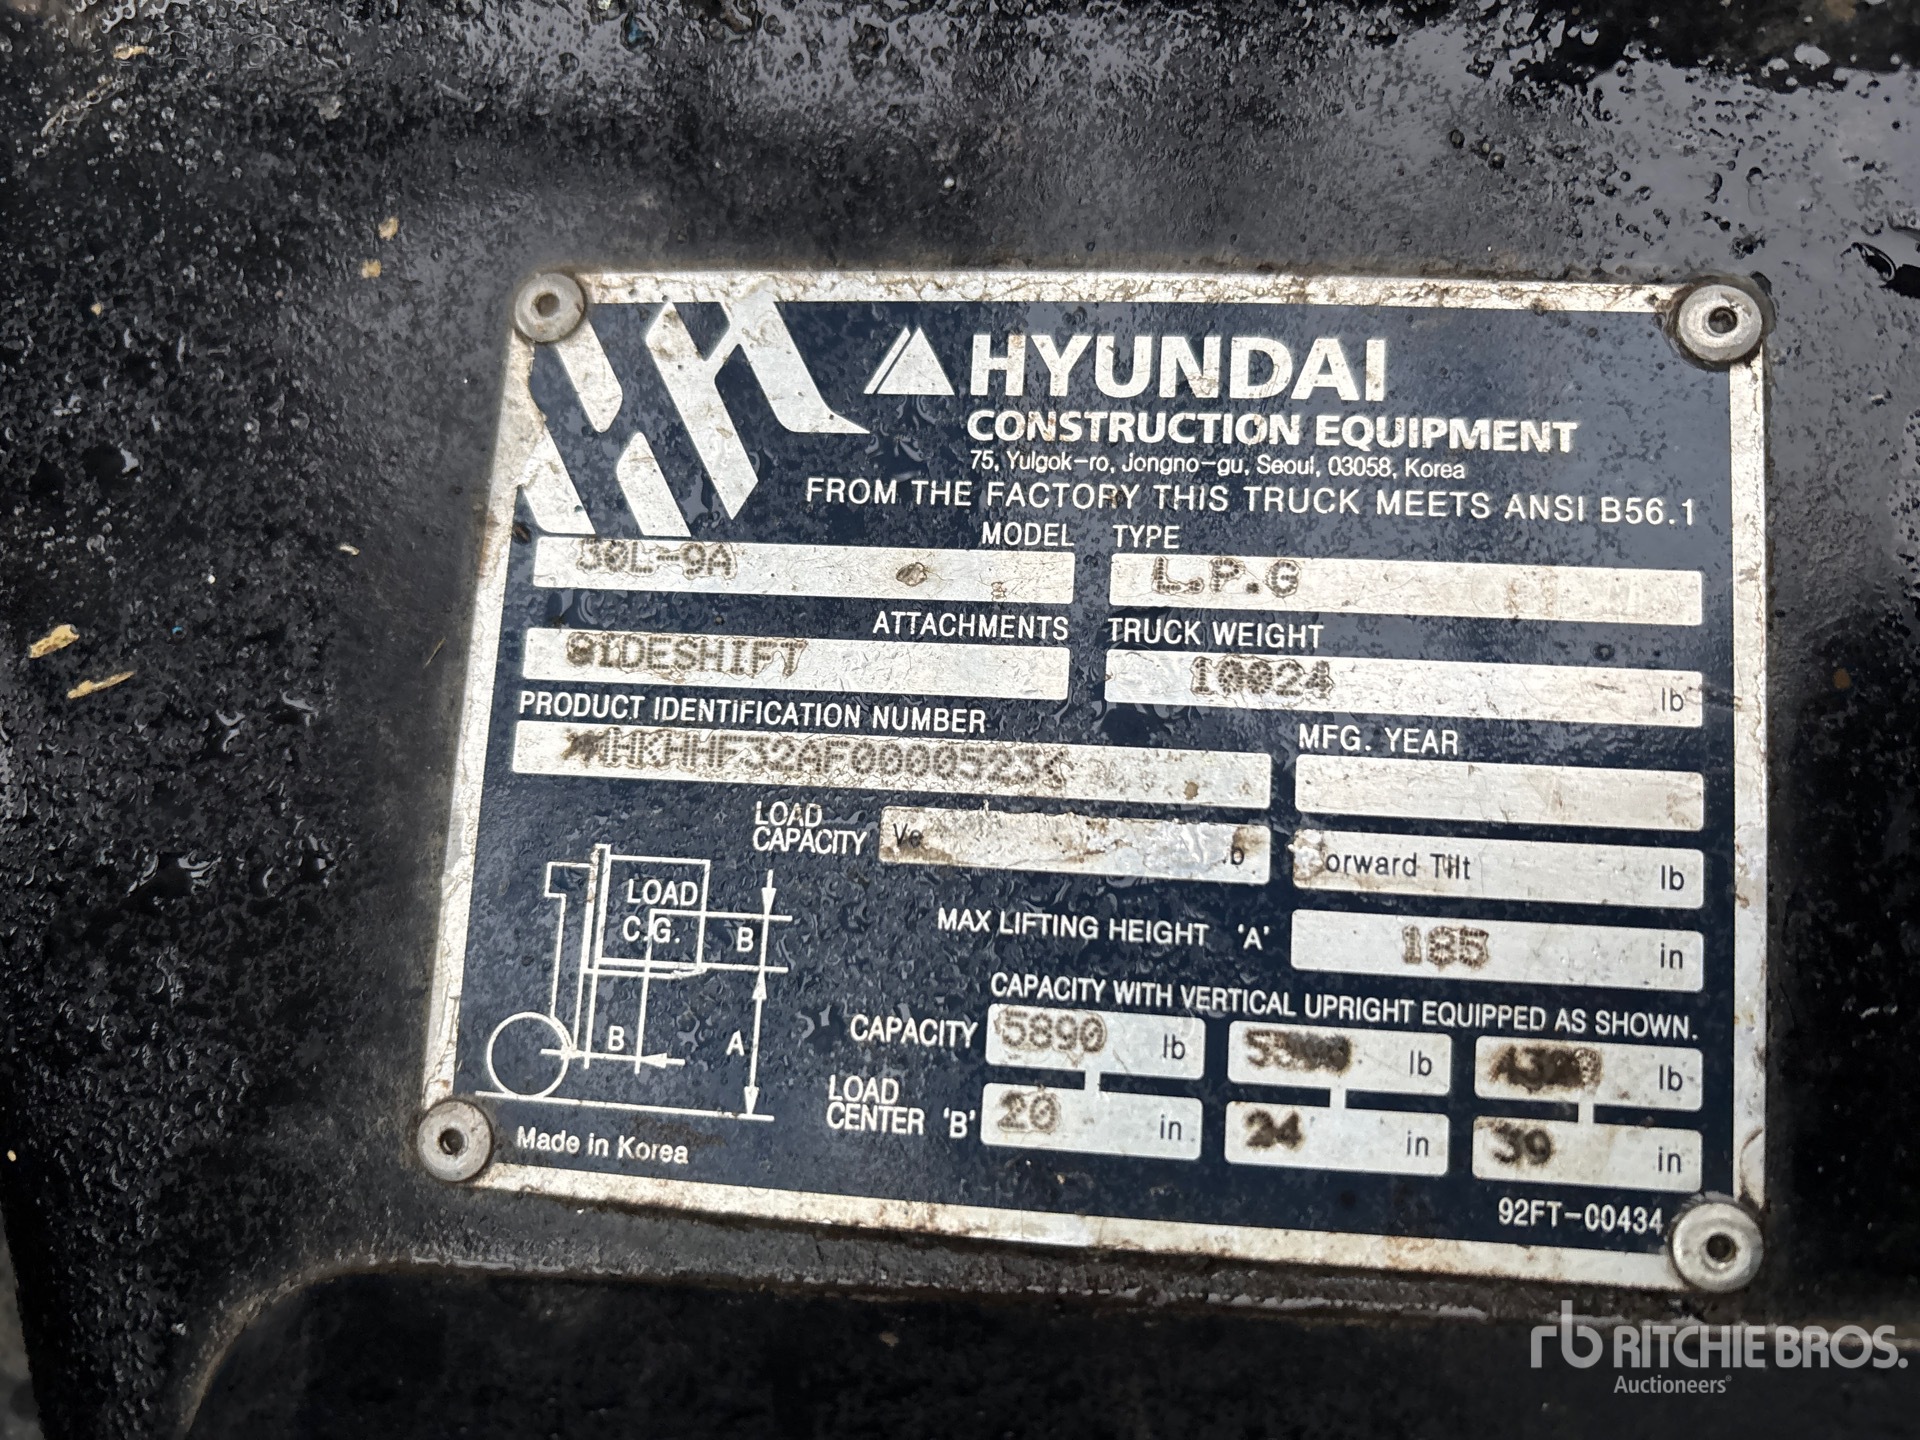 HYUNDAI
CONSTRUCTION EQUIPMENT
75, Yulgok-ro, Jongno-gu, Seoul, 03058, Korea
FROM THE FACTORY THIS TRUCK MEETS ANSI B56.1
MODEL TYPE
30L-9A L.P.G
ATTACHMENTS TRUCK WEIGHT
SIDESHIFT 10024 lb
PRODUCT IDENTIFICATION NUMBER MFG. YEAR
*HHKHHF32AF0000523*
LOAD
CAPACITY
Forward Tilt lb
MAX LIFTING HEIGHT 'A' 185 in
CAPACITY WITH VERTICAL UPRIGHT EQUIPPED AS SHOWN.
CAPACITY 5890 lb lb lb
LOAD
CENTER 'B' 20 in 24 in 39 in
LOAD
C.G.
B
B
A
Made in Korea
92FT-00434
rb RITCHIE BROS.
Auctioneers